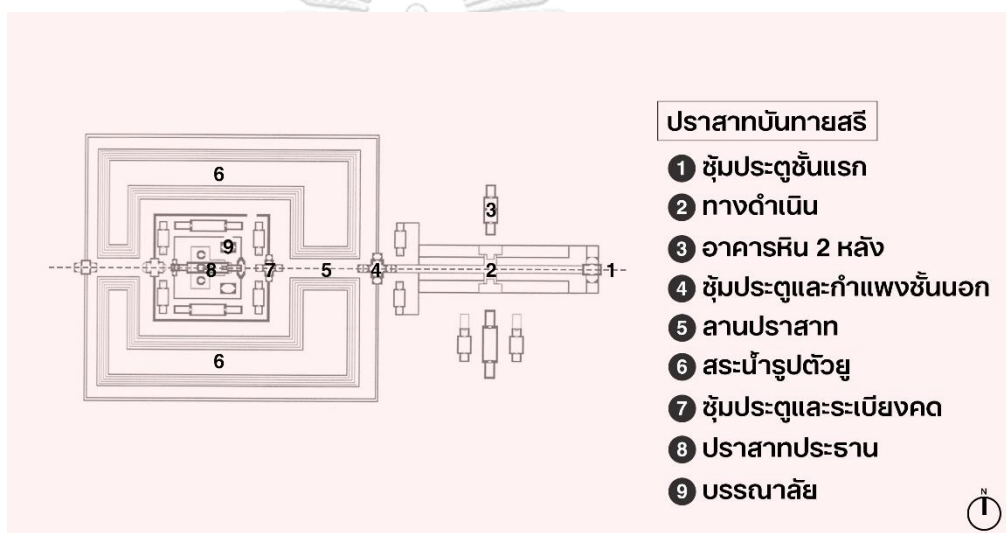 ปราสาทบันทายสรี
1 ซุ้มประตูชั้นแรก
2 ทางดำเนิน
3 อาคารหิน 2 หลัง
4 ซุ้มประตูและกำแพงชั้นนอก
5 ลานปราสาท
6 สระน้ำรูปตัวยู
7 ซุ้มประตูและระเบียงคด
8 ปราสาทประธาน
9 บรรณาลัย
6
3
9
8
7
5
4
2
1
6
N